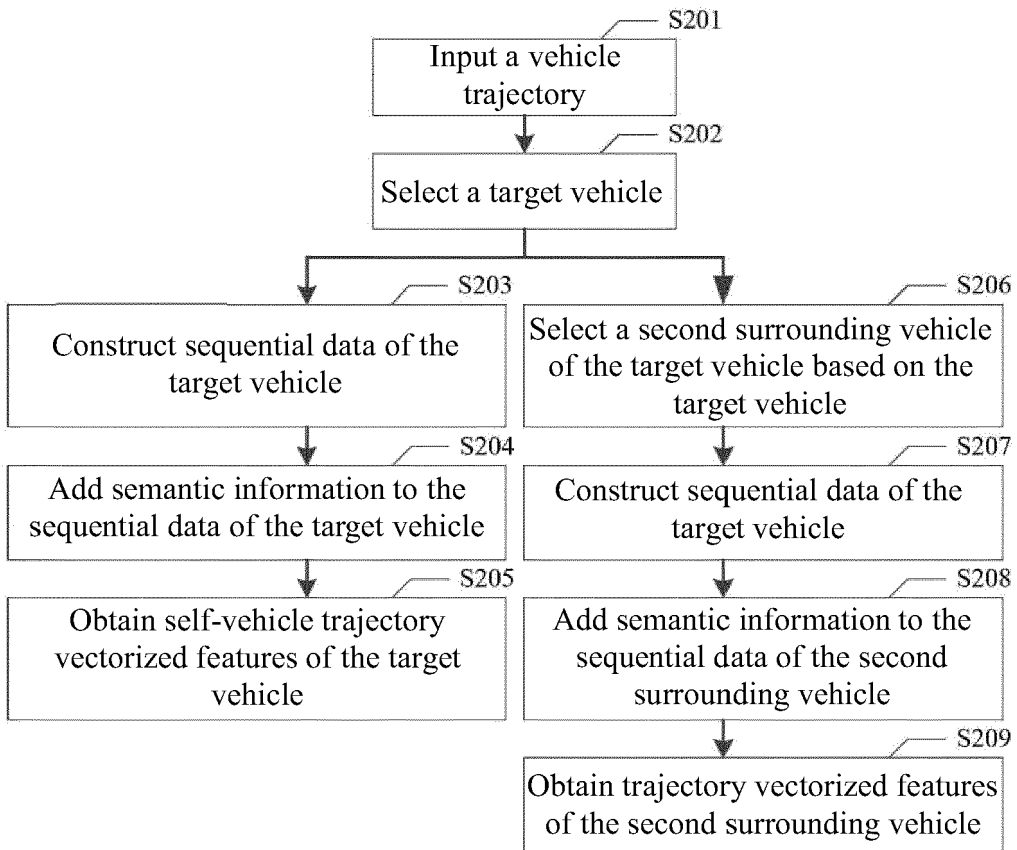 S201
Input a vehicle
trajectory
S202
Select a target vehicle
S203
Construct sequential data of the
target vehicle
S204
Add semantic information to the
sequential data of the target vehicle
S205
Obtain self-vehicle trajectory
vectorized features of the target
vehicle
S206
Select a second surrounding vehicle
of the target vehicle based on the
target vehicle
S207
Construct sequential data of the
target vehicle
S208
Add semantic information to the
sequential data of the second
surrounding vehicle
S209
Obtain trajectory vectorized features
of the second surrounding vehicle